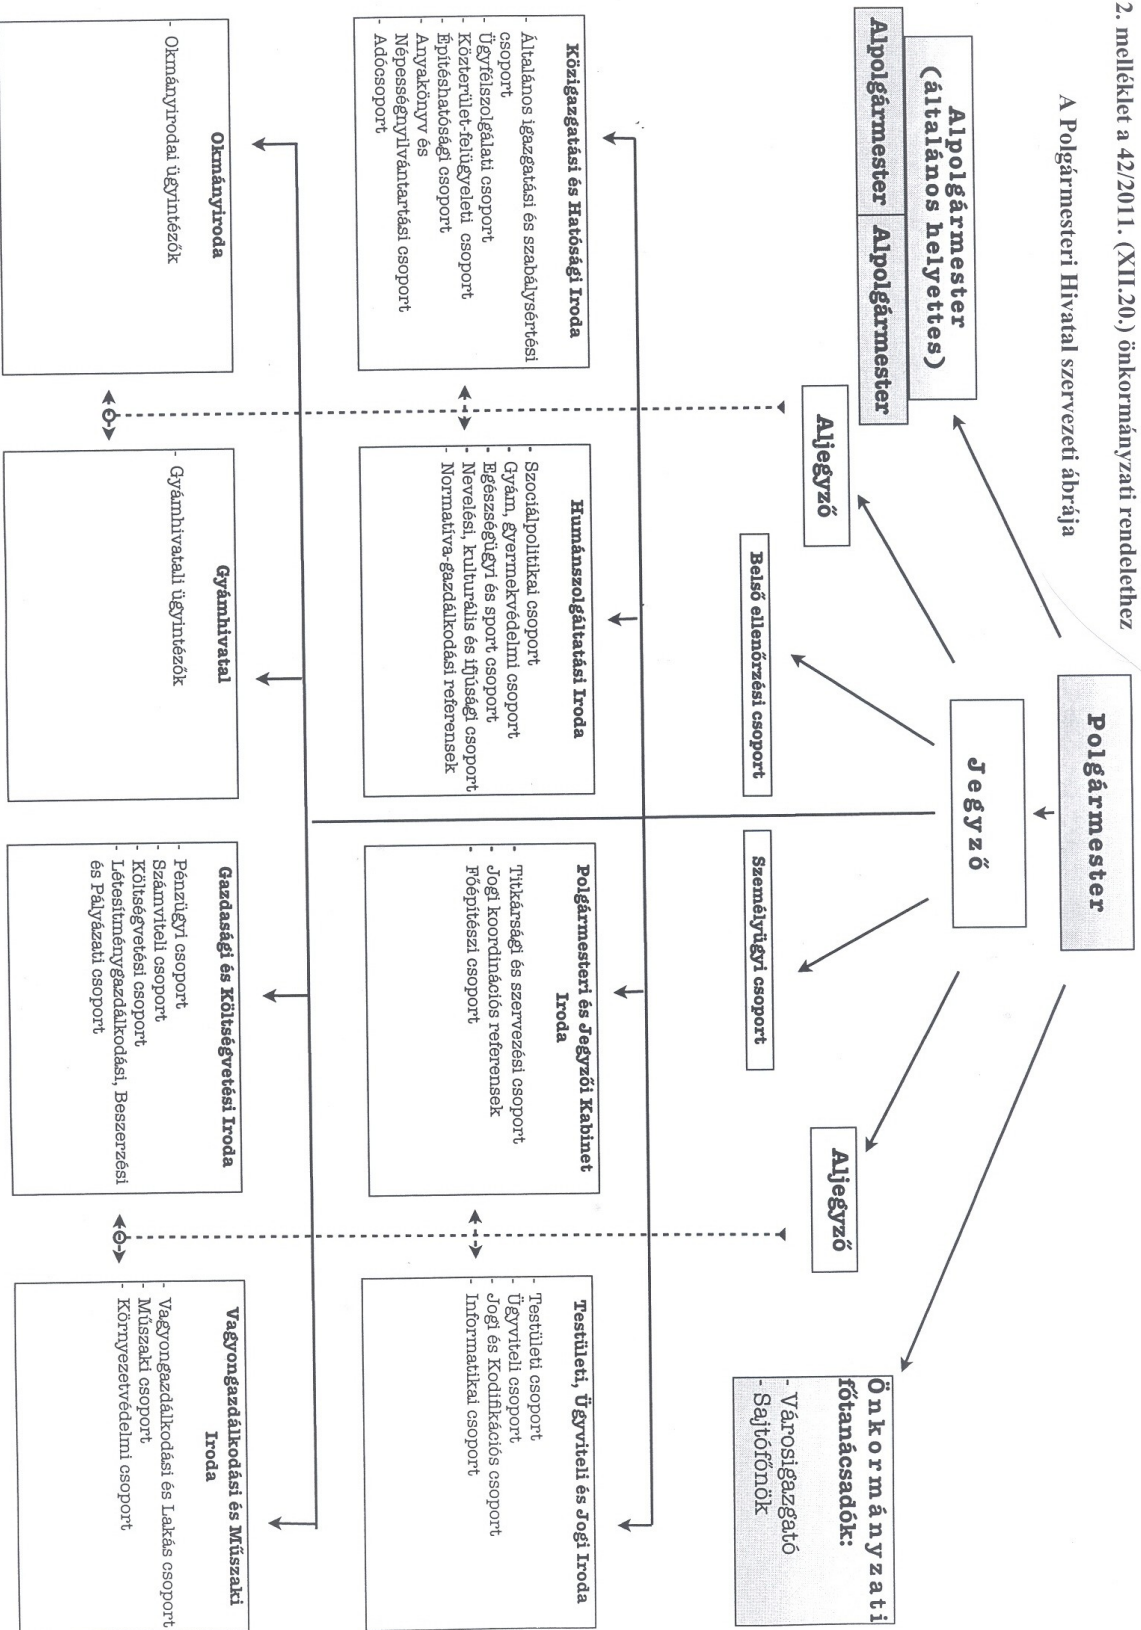 2. melléklet a 42/2011. (XII.20.) önkormányzati rendelethez
A Polgármesteri Hivatal szervezeti ábrája
Polgármester
Alpolgármester
(általános helyettes)
Alpolgármester
Alpolgármester
Jegyző
Önkormányzati
főtanácsadók:
- Városigazgató
- Sajtófőnök
Aljegyző
Aljegyző
Belső ellenőrzési csoport
Személyügyi csoport
Közigazgatási és Hatósági Iroda
- Általános igazgatási és szabálysértési
csoport
- Ügyfélszolgálati csoport
- Közterület-felügyeleti csoport
- Építéshatósági csoport
- Anyakönyv és
- Népességnyilvántartási csoport
- Adócsoport
Humánszolgáltatási Iroda
- Szociálpolitikai csoport
- Gyám, gyermekvédelmi csoport
- Egészségügyi és sport csoport
- Nevelési, kulturális és ifjúsági csoport
- Normatíva-gazdálkodási referensek
Polgármesteri és Jegyzői Kabinet
Iroda
- Titkársági és szervezési csoport
- Jogi koordinációs referensek
- Főépítészi csoport
Testületi, Ügyviteli és Jogi Iroda
- Testületi csoport
- Ügyviteli csoport
- Jogi és Kodifikációs csoport
- Informatikai csoport
Okmányiroda
- Okmányirodai ügyintézők
Gyámhivatal
- Gyámhivatali ügyintézők
Gazdasági és Költségvetési Iroda
- Pénzügyi csoport
- Számviteli csoport
- Költségvetési csoport
- Létesítménygazdálkodási, Beszerzési
és Pályázati csoport
Vagyongazdálkodási és Műszaki
Iroda
- Vagyongazdálkodási és Lakás csoport
- Műszaki csoport
- Környezetvédelmi csoport